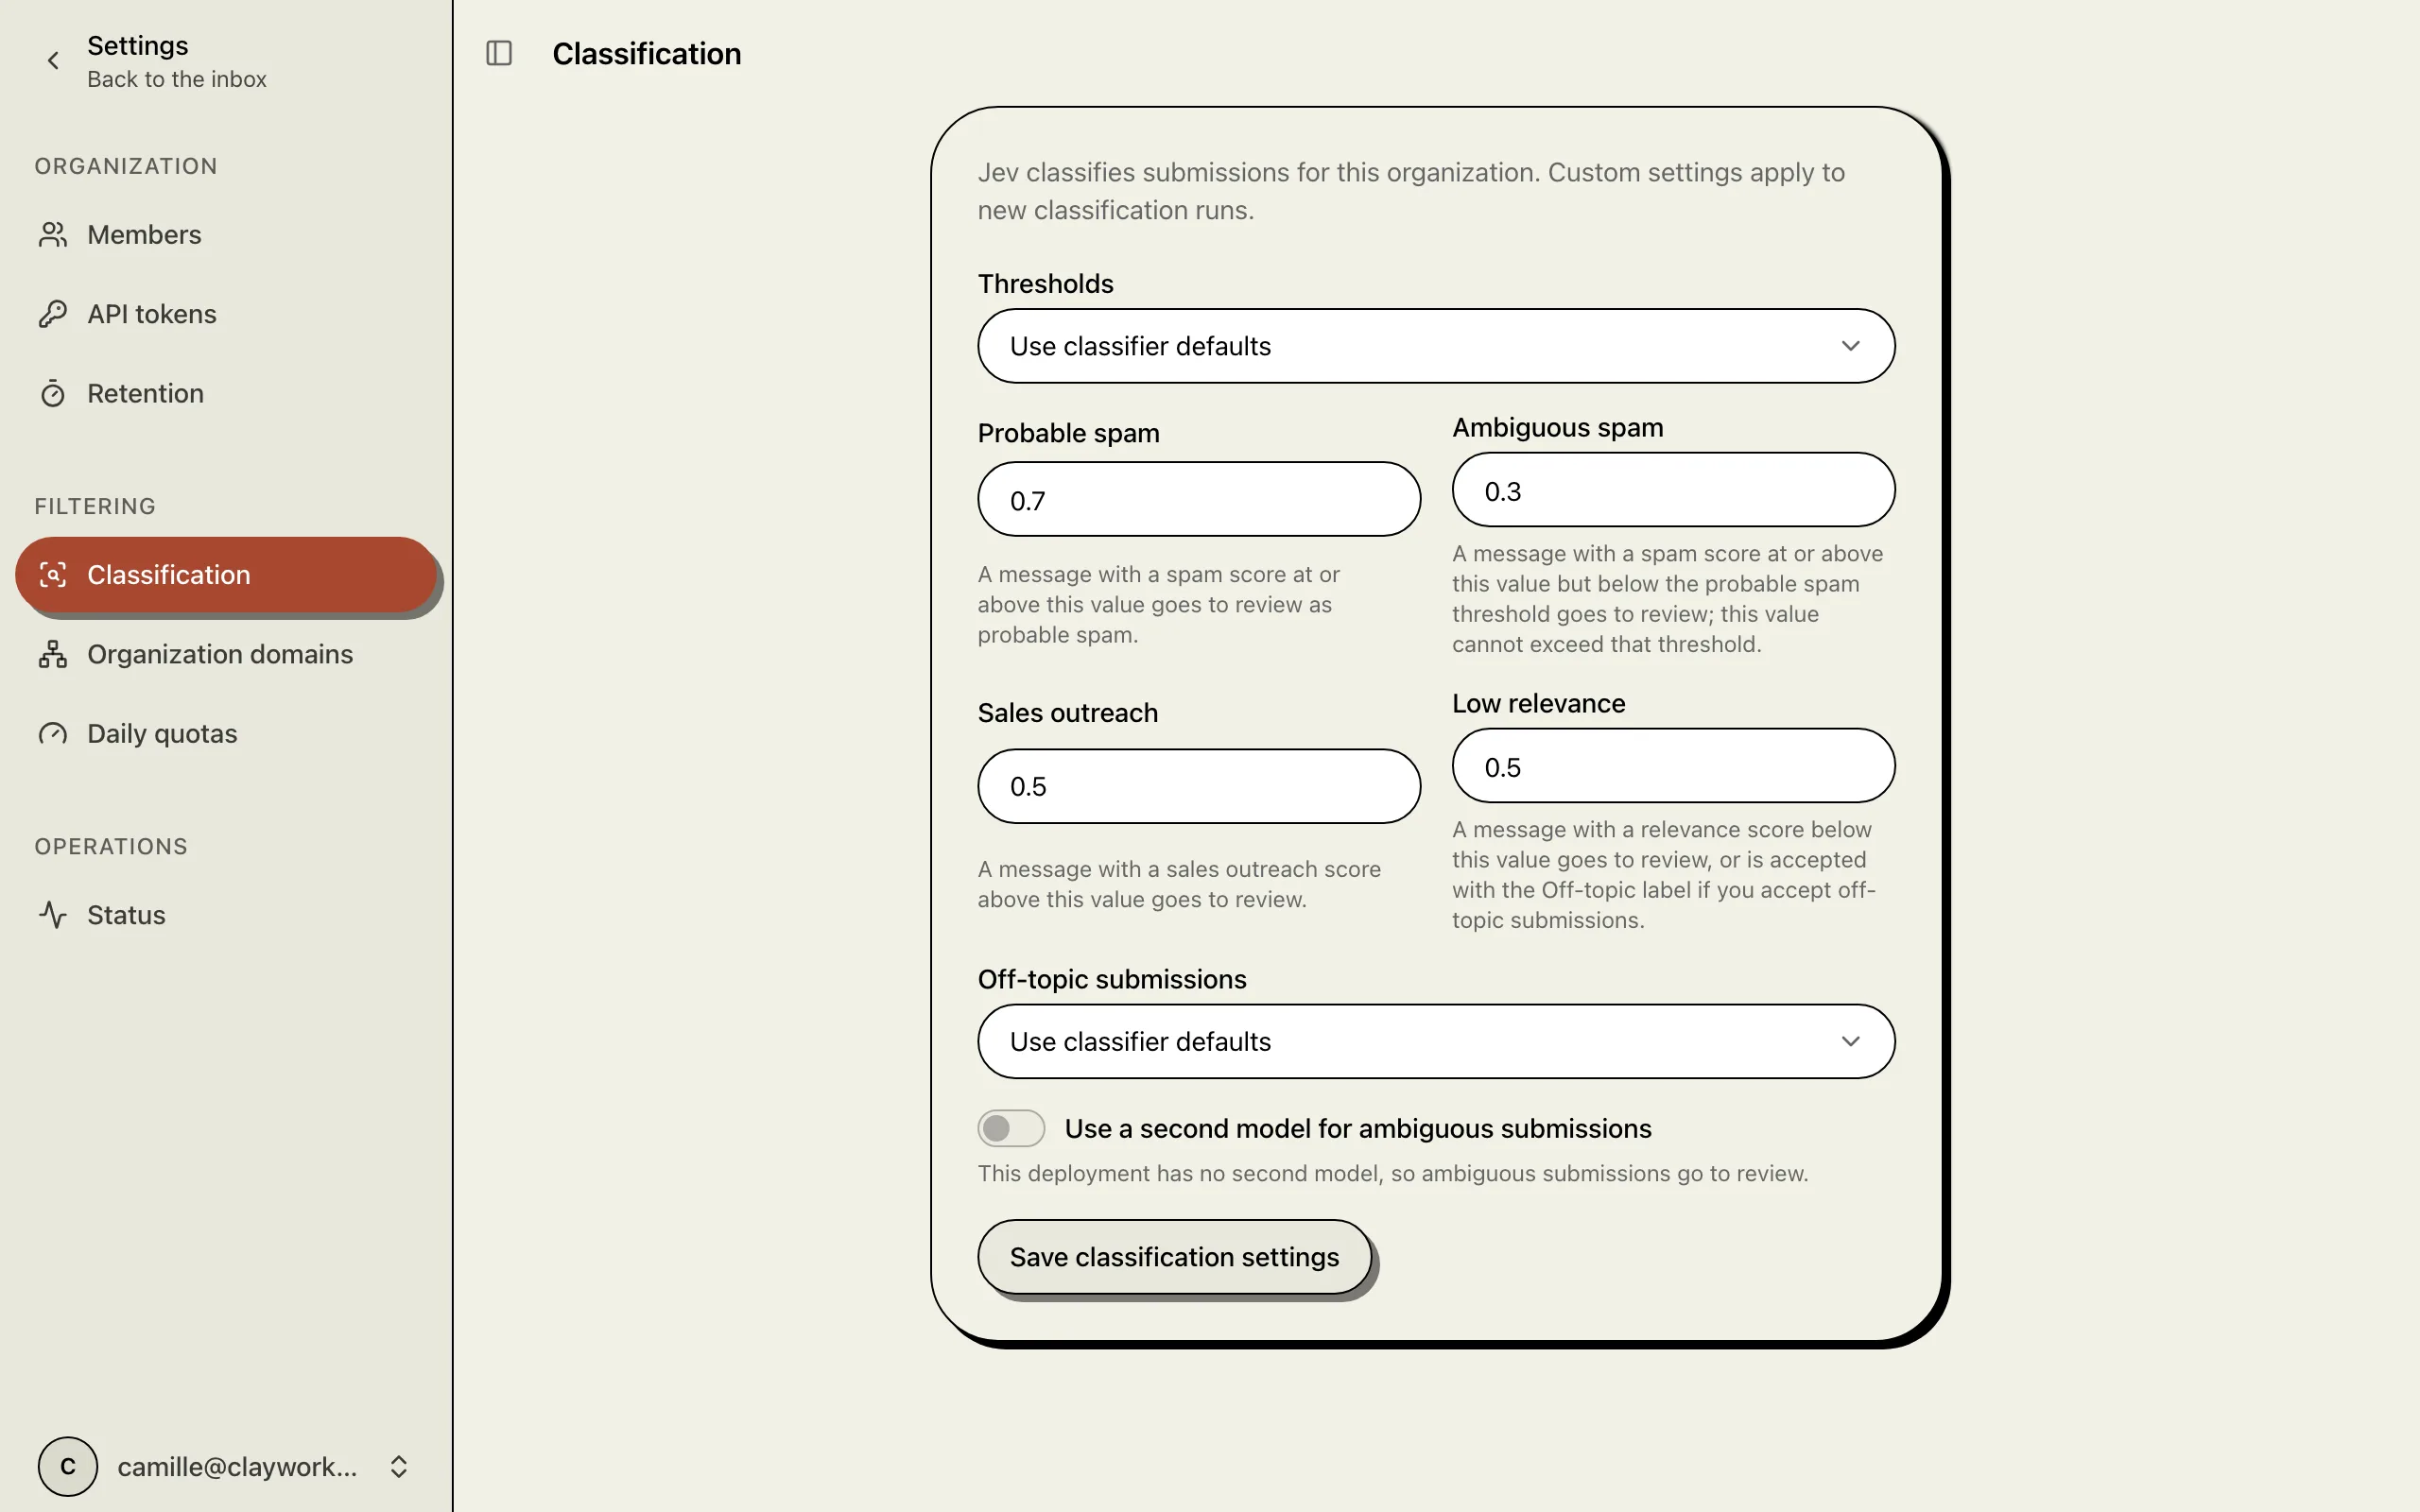 Settings
Back to the inbox
ORGANIZATION
Members
API tokens
Retention
FILTERING
Classification
Organization domains
Daily quotas
OPERATIONS
Status
C
camille@claywork...
Classification
Jev classifies submissions for this organization. Custom settings apply to
new classification runs.
Thresholds
Use classifier defaults
Probable spam
0.7
A message with a spam score at or
above this value goes to review as
probable spam.
Ambiguous spam
0.3
A message with a spam score at or above
this value but below the probable spam
threshold goes to review; this value
cannot exceed that threshold.
Sales outreach
0.5
A message with a sales outreach score
above this value goes to review.
Low relevance
0.5
A message with a relevance score below
this value goes to review, or is accepted
with the Off-topic label if you accept off-
topic submissions.
Off-topic submissions
Use classifier defaults
Use a second model for ambiguous submissions
This deployment has no second model, so ambiguous submissions go to review.
Save classification settings